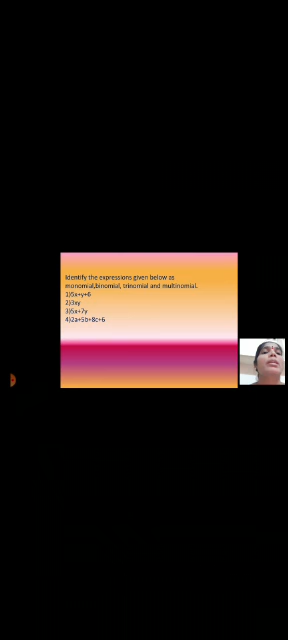 Identify the expressions given below as
monomial,binomial, trinomial and multinomial.
1)5x+y+6
2)3xy
3)5x+7y
4)2a+5b+8c+6